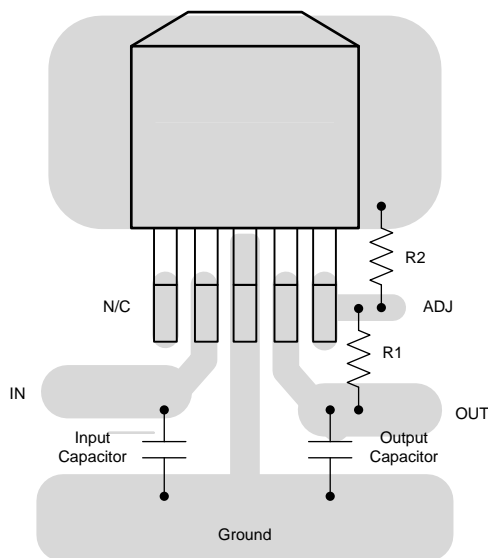 R2
N/C
ADJ
R1
IN
OUT
Input
Capacitor
Output
Capacitor
Ground